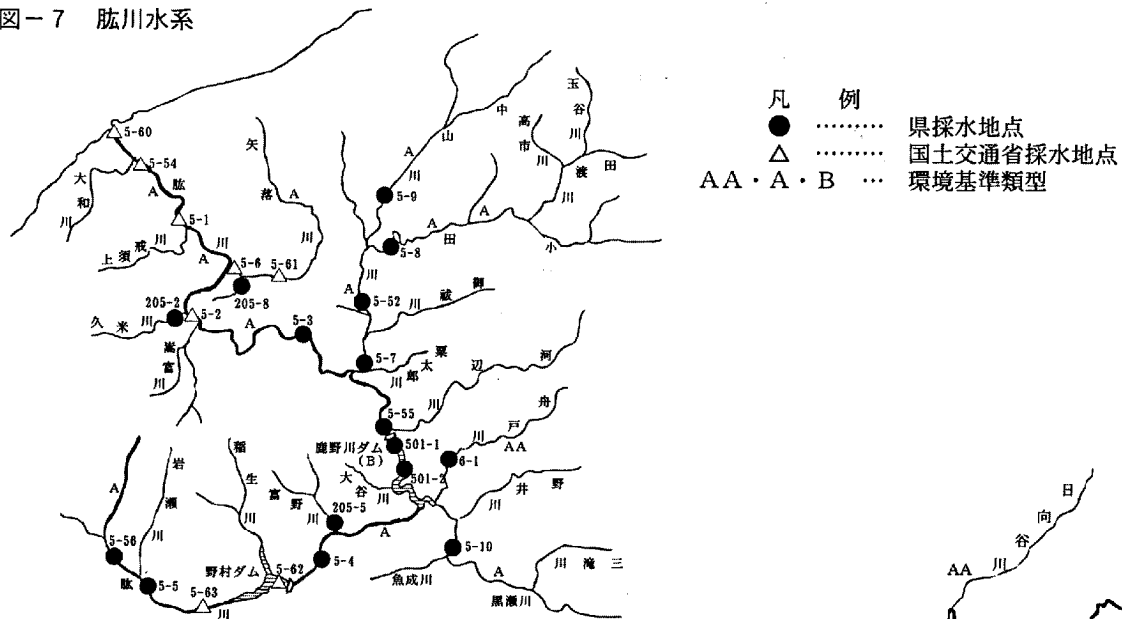 図-7 肱川水系
凡 例
● ……… 県採水地点
△ ……… 国土交通省採水地点
AA・A・B … 環境基準類型
5-60
5-54
大和川
A
肱川
5-1
上須戒川
A
5-6
5-61
矢落川
A
205-8
205-2
5-2
久米川
嵩富川
A
5-3
中山川
A
5-9
玉谷川
高市川
渡田
小田川
A
A
5-8
A
5-52
御祓川
5-7
粟太郎川
河辺川
5-55
鹿野川ダム
(B)
501-1
501-2
舟戸川
AA
6-1
大谷川
野井川
5-10
魚成川
A
黒瀬川
三滝川
稲生川
富野川
205-5
A
5-4
岩瀬川
A
5-56
5-5
肱川
5-63
野村ダム
5-62
日向谷川
AA